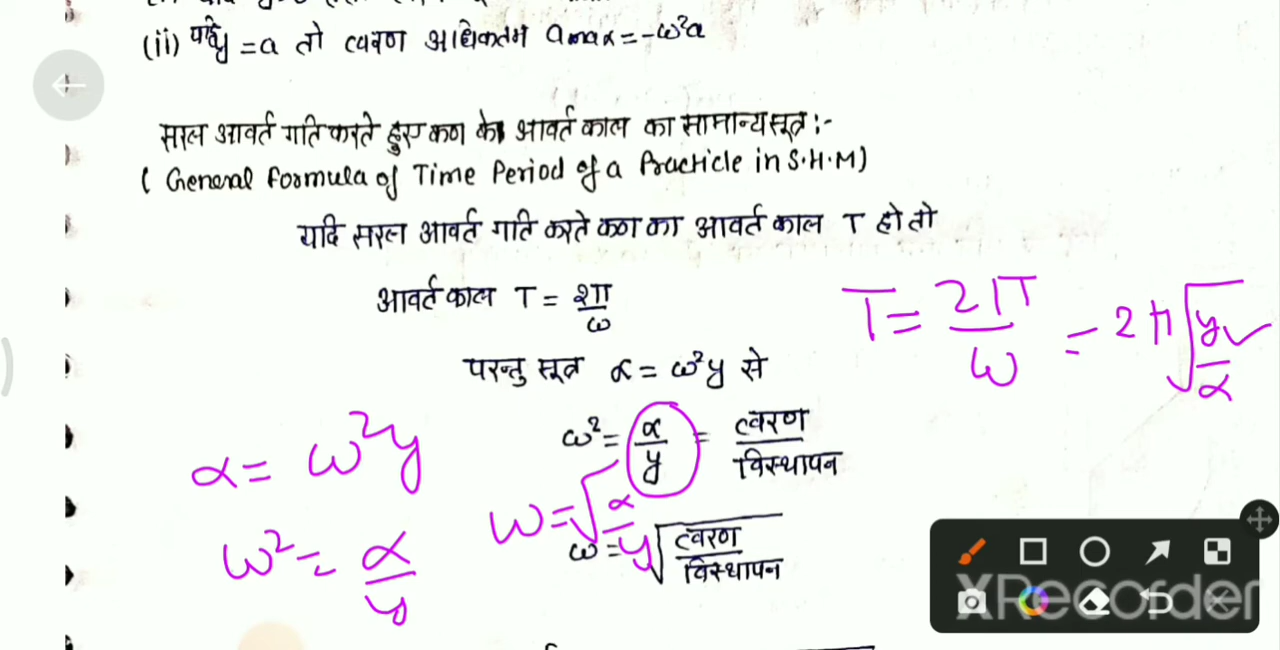 (ii) यदि y = a तो त्वरण अधिकतम amax = -ω²a
सरल आवर्त गति करते हुए कण के आवर्त काल का सामान्य सूत्र :-
( General Formula of Time Period of a Practicle in S.H.M)
यदि सरल आवर्त गति करते कण का आवर्त काल T हो तो
आवर्त काल T = 2π/ω
T = 2π/ω = 2π√(y/α)
परन्तु सूत्र α = ω²y से
ω² = α/y = त्वरण/विस्थापन
α = ω²y
ω = √(α/y)
ω = √(त्वरण/विस्थापन)
ω² = α/y
XRecorder